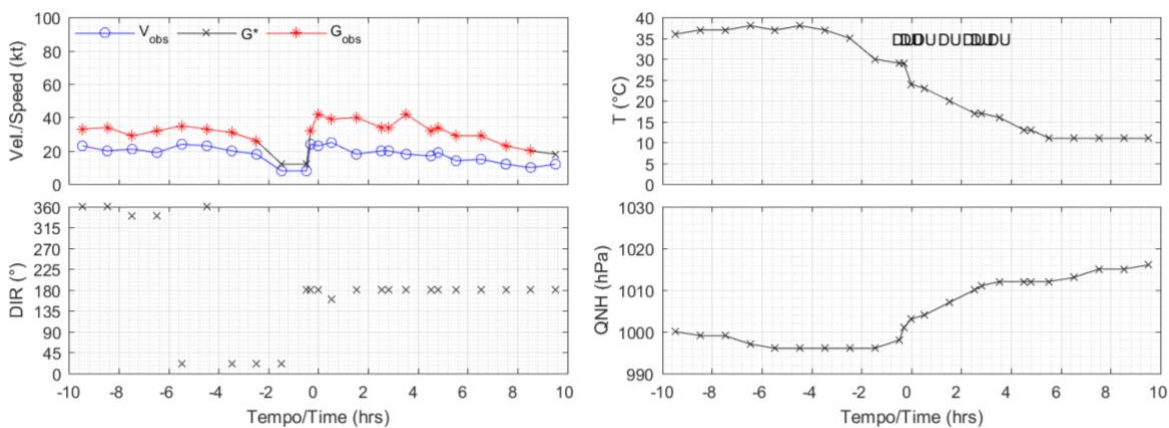 100
80
60
40
20
0
Vel./Speed (kt)
V_obs G* G_obs
360
315
270
225
180
135
90
45
0
DIR (°)
-10 -8 -6 -4 -2 0 2 4 6 8 10
Tempo/Time (hrs)
40
35
30
25
20
15
10
5
0
T (°C)
DU DU DU DU
1030
1020
1010
1000
990
QNH (hPa)
-10 -8 -6 -4 -2 0 2 4 6 8 10
Tempo/Time (hrs)